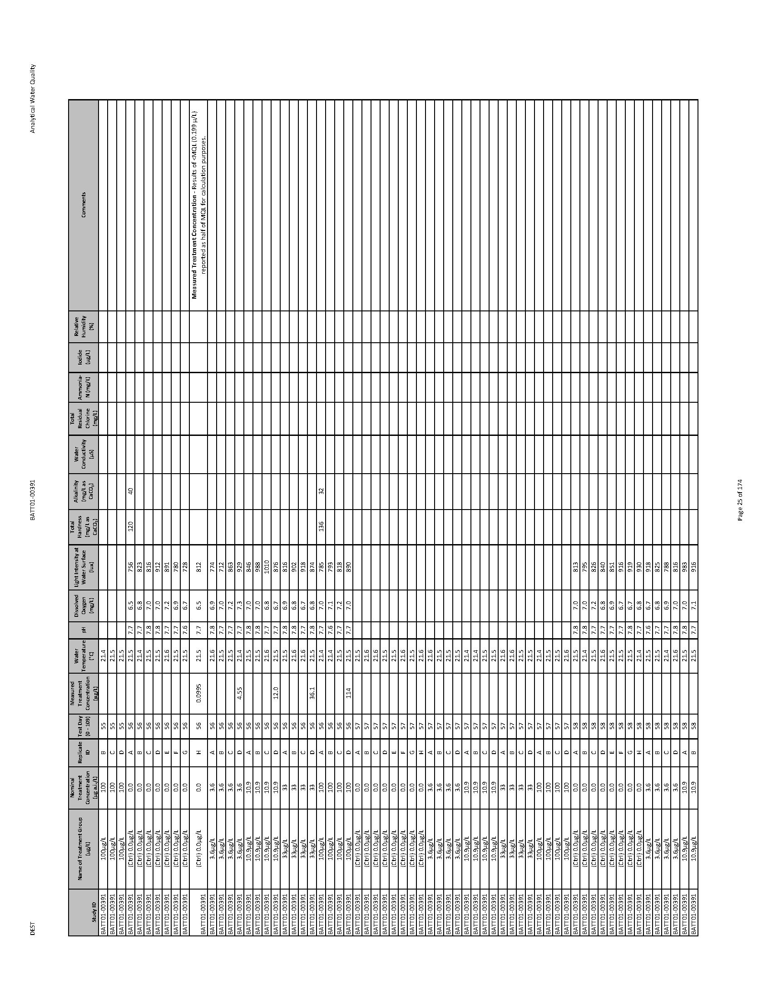 DEST BATT01-00391 Analytical Water Quality
Study ID | Name of Treatment Group (µg/L) | Nominal Treatment Concentration (µg a.i./L) | Replicate ID | Test Day (0 - 109) | Measured Treatment Concentration (µg/L) | Water Temperature (°C) | pH | Dissolved Oxygen (mg/L) | Light Intensity at Water Surface (lux) | Total Hardness (mg/L as CaCO₃) | Alkalinity (mg/L as CaCO₃) | Water Conductivity (µS) | Total Residual Chlorine (mg/L) | Ammonia-N (mg/L) | Iodide (µg/L) | Relative Humidity (%) | Comments
BATT01-00391 100µg/L 100 B 55 21.4
BATT01-00391 100µg/L 100 C 55 21.5
BATT01-00391 100µg/L 100 D 55 21.5
BATT01-00391 (Ctrl) 0.0µg/L 0.0 A 56 21.5 7.7 6.5 756 120 40
BATT01-00391 (Ctrl) 0.0µg/L 0.0 B 56 21.4 7.7 6.8 823
BATT01-00391 (Ctrl) 0.0µg/L 0.0 C 56 21.5 7.8 7.0 816
BATT01-00391 (Ctrl) 0.0µg/L 0.0 D 56 21.5 7.8 7.0 912
BATT01-00391 (Ctrl) 0.0µg/L 0.0 E 56 21.6 7.7 7.2 891
BATT01-00391 (Ctrl) 0.0µg/L 0.0 F 56 21.5 7.7 6.9 780
BATT01-00391 (Ctrl) 0.0µg/L 0.0 G 56 21.5 7.6 6.7 728
BATT01-00391 (Ctrl) 0.0µg/L 0.0 H 56 0.0995 21.5 7.7 6.5 812 Measured Treatment Concentration - Results of <MQL (0.199 µ/L)
reported as half of MQL for calculation purposes.
BATT01-00391 3.6µg/L 3.6 A 56 21.6 7.8 6.9 774
BATT01-00391 3.6µg/L 3.6 B 56 21.5 7.7 7.0 712
BATT01-00391 3.6µg/L 3.6 C 56 21.5 7.7 7.2 863
BATT01-00391 3.6µg/L 3.6 D 56 4.55 21.4 7.7 7.3 929
BATT01-00391 10.9µg/L 10.9 A 56 21.5 7.8 7.0 846
BATT01-00391 10.9µg/L 10.9 B 56 21.5 7.8 7.0 988
BATT01-00391 10.9µg/L 10.9 C 56 21.6 7.7 6.8 1010
BATT01-00391 10.9µg/L 10.9 D 56 12.0 21.5 7.7 6.7 876
BATT01-00391 33µg/L 33 A 56 21.5 7.8 6.9 816
BATT01-00391 33µg/L 33 B 56 21.6 7.8 6.8 902
BATT01-00391 33µg/L 33 C 56 21.6 7.7 6.7 918
BATT01-00391 33µg/L 33 D 56 36.1 21.5 7.8 6.8 874
BATT01-00391 100µg/L 100 A 56 21.4 7.7 7.0 785 136 32
BATT01-00391 100µg/L 100 B 56 21.4 7.6 7.1 793
BATT01-00391 100µg/L 100 C 56 21.5 7.7 7.2 818
BATT01-00391 100µg/L 100 D 56 114 21.5 7.7 7.0 890
BATT01-00391 (Ctrl) 0.0µg/L 0.0 A 57 21.5
BATT01-00391 (Ctrl) 0.0µg/L 0.0 B 57 21.6
BATT01-00391 (Ctrl) 0.0µg/L 0.0 C 57 21.6
BATT01-00391 (Ctrl) 0.0µg/L 0.0 D 57 21.5
BATT01-00391 (Ctrl) 0.0µg/L 0.0 E 57 21.5
BATT01-00391 (Ctrl) 0.0µg/L 0.0 F 57 21.6
BATT01-00391 (Ctrl) 0.0µg/L 0.0 G 57 21.5
BATT01-00391 (Ctrl) 0.0µg/L 0.0 H 57 21.6
BATT01-00391 3.6µg/L 3.6 A 57 21.6
BATT01-00391 3.6µg/L 3.6 B 57 21.5
BATT01-00391 3.6µg/L 3.6 C 57 21.5
BATT01-00391 3.6µg/L 3.6 D 57 21.5
BATT01-00391 10.9µg/L 10.9 A 57 21.4
BATT01-00391 10.9µg/L 10.9 B 57 21.4
BATT01-00391 10.9µg/L 10.9 C 57 21.5
BATT01-00391 10.9µg/L 10.9 D 57 21.5
BATT01-00391 33µg/L 33 A 57 21.6
BATT01-00391 33µg/L 33 B 57 21.6
BATT01-00391 33µg/L 33 C 57 21.5
BATT01-00391 33µg/L 33 D 57 21.5
BATT01-00391 100µg/L 100 A 57 21.4
BATT01-00391 100µg/L 100 B 57 21.5
BATT01-00391 100µg/L 100 C 57 21.5
BATT01-00391 100µg/L 100 D 57 21.6
BATT01-00391 (Ctrl) 0.0µg/L 0.0 A 58 21.5 7.8 7.0 813
BATT01-00391 (Ctrl) 0.0µg/L 0.0 B 58 21.4 7.8 7.0 795
BATT01-00391 (Ctrl) 0.0µg/L 0.0 C 58 21.5 7.7 7.2 826
BATT01-00391 (Ctrl) 0.0µg/L 0.0 D 58 21.6 7.7 6.8 840
BATT01-00391 (Ctrl) 0.0µg/L 0.0 E 58 21.5 7.7 6.9 851
BATT01-00391 (Ctrl) 0.0µg/L 0.0 F 58 21.5 7.7 6.7 916
BATT01-00391 (Ctrl) 0.0µg/L 0.0 G 58 21.5 7.8 6.7 919
BATT01-00391 (Ctrl) 0.0µg/L 0.0 H 58 21.4 7.7 6.8 930
BATT01-00391 3.6µg/L 3.6 A 58 21.5 7.6 6.7 918
BATT01-00391 3.6µg/L 3.6 B 58 21.5 7.7 6.8 825
BATT01-00391 3.6µg/L 3.6 C 58 21.4 7.7 6.9 788
BATT01-00391 3.6µg/L 3.6 D 58 21.6 7.8 7.0 816
BATT01-00391 10.9µg/L 10.9 A 58 21.5 7.8 7.0 983
BATT01-00391 10.9µg/L 10.9 B 58 21.5 7.7 7.1 916
Page 25 of 174